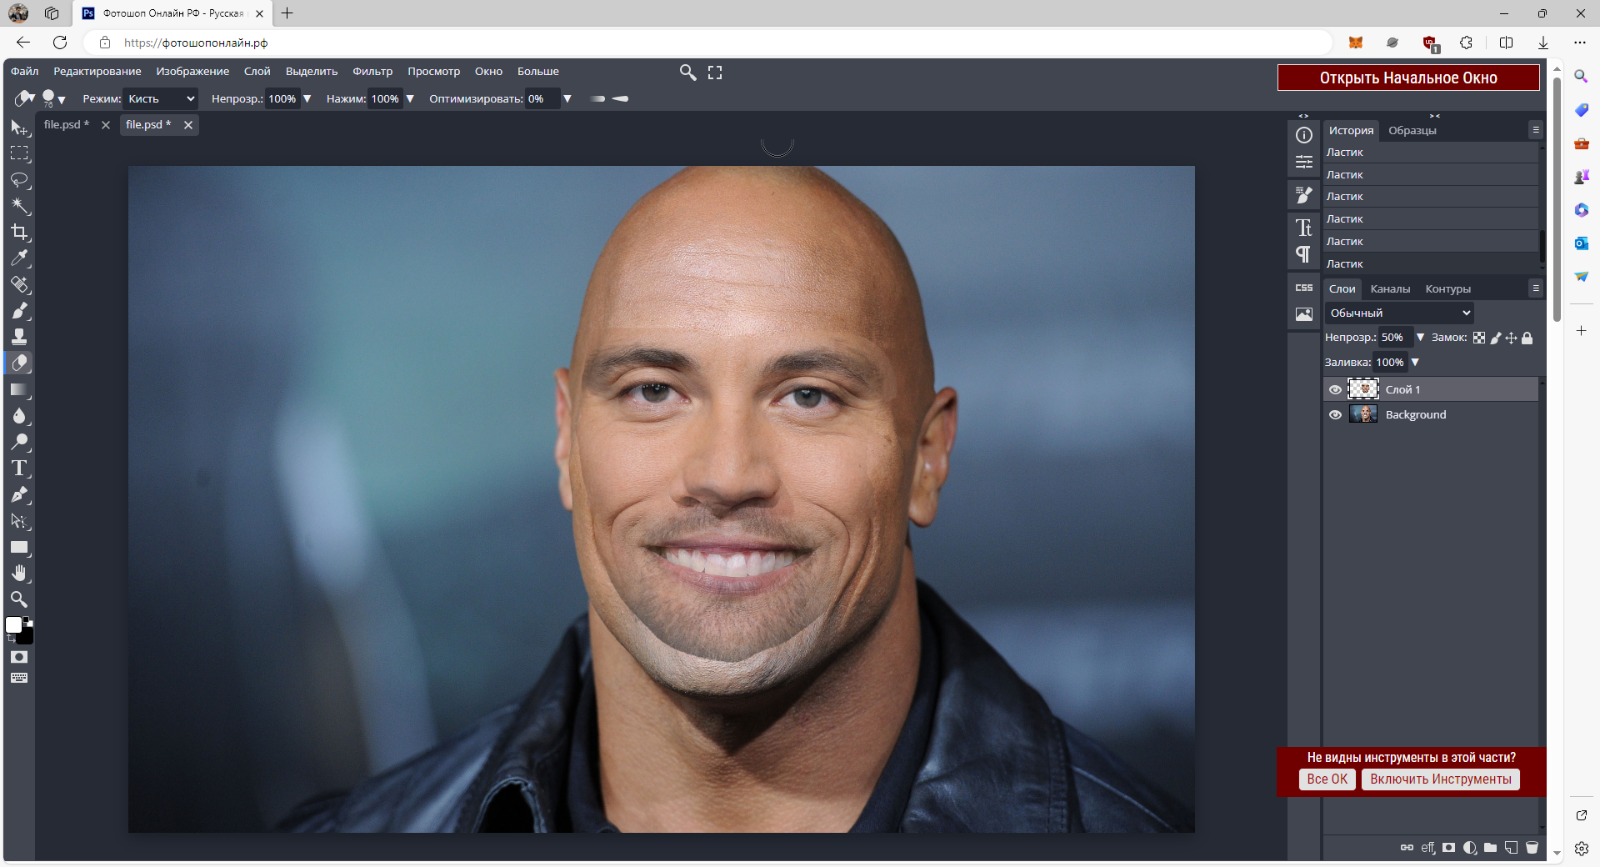 Фотошоп Онлайн РФ - Русская
https://фотошопонлайн.рф
1
Файл Редактирование Изображение Слой Выделить Фильтр Просмотр Окно Больше
Открыть Начальное Окно
76 Режим: Кисть Непрозр.: 100% Нажим: 100% Оптимизировать: 0%
file.psd * file.psd *
История Образцы
Ластик
Ластик
Ластик
Ластик
Ластик
Ластик
CSS
Слои Каналы Контуры
Обычный
Непрозр.: 50% Замок:
Заливка: 100%
Слой 1
Background
Не видны инструменты в этой части?
Все ОК Включить Инструменты
eff